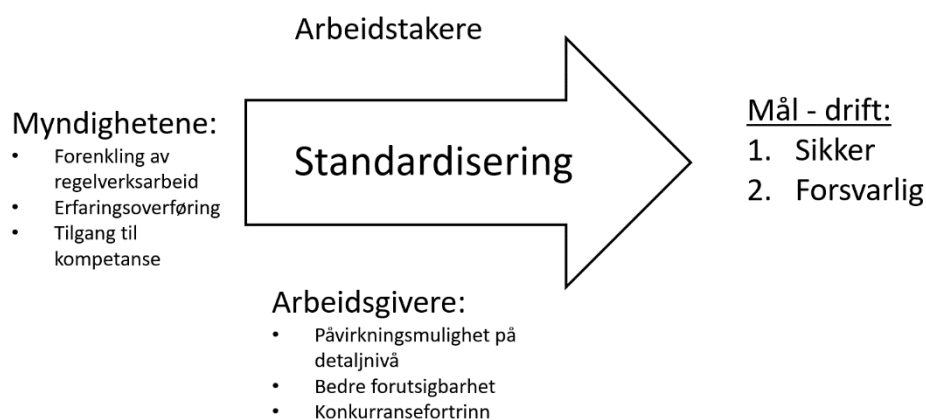 Arbeidstakere
Myndighetene:
• Forenkling av
regelverksarbeid
• Erfaringsoverføring
• Tilgang til
kompetanse
Standardisering
Mål - drift:
1. Sikker
2. Forsvarlig
Arbeidsgivere:
• Påvirkningsmulighet på
detaljnivå
• Bedre forutsigbarhet
• Konkurransefortrinn